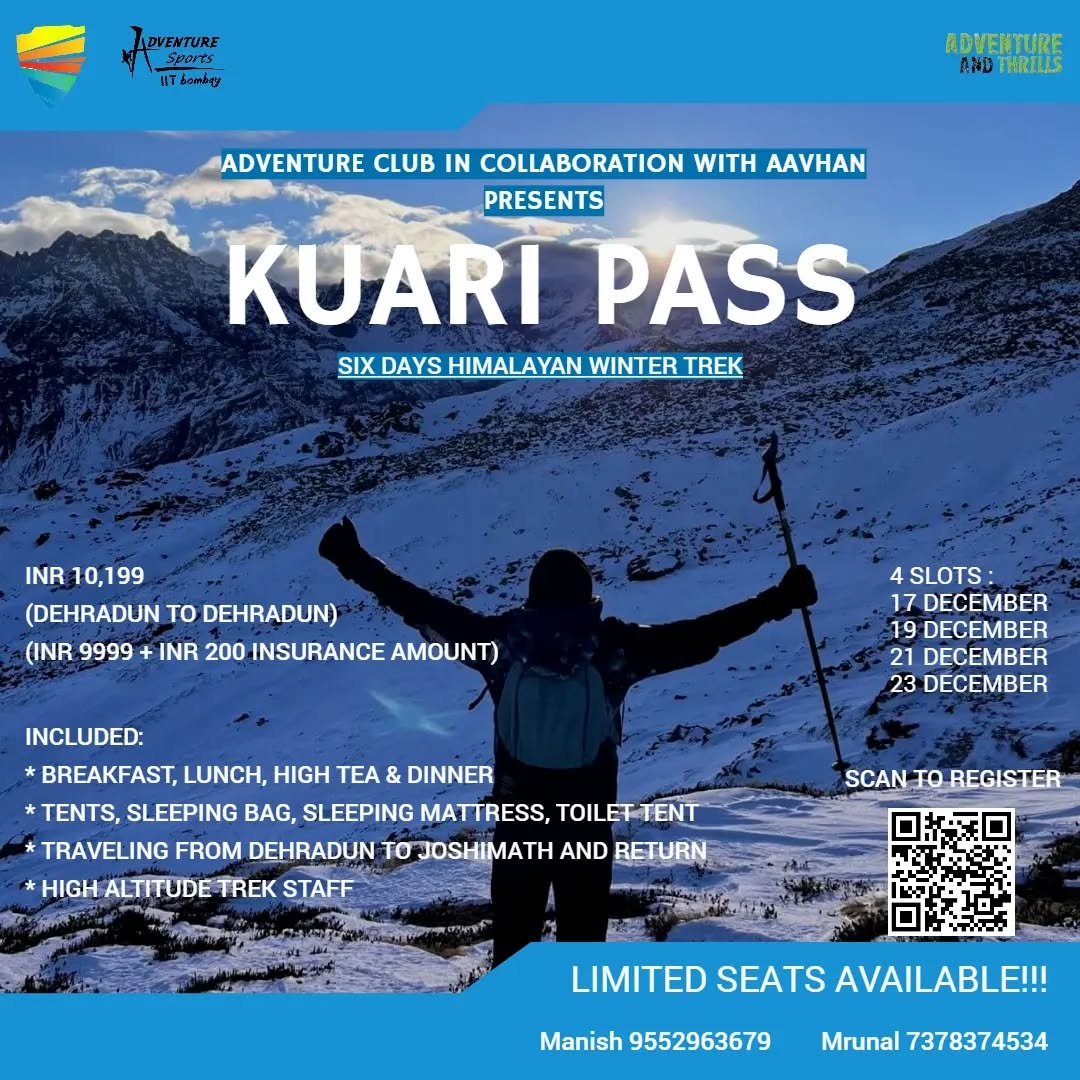 ADVENTURE
Sports
IIT bombay
ADVENTURE
AND THRILLS
ADVENTURE CLUB IN COLLABORATION WITH AAVHAN
PRESENTS
KUARI PASS
SIX DAYS HIMALAYAN WINTER TREK
INR 10,199
(DEHRADUN TO DEHRADUN)
(INR 9999 + INR 200 INSURANCE AMOUNT)
4 SLOTS :
17 DECEMBER
19 DECEMBER
21 DECEMBER
23 DECEMBER
INCLUDED:
* BREAKFAST, LUNCH, HIGH TEA & DINNER
* TENTS, SLEEPING BAG, SLEEPING MATTRESS, TOILET TENT
* TRAVELING FROM DEHRADUN TO JOSHIMATH AND RETURN
* HIGH ALTITUDE TREK STAFF
SCAN TO REGISTER
LIMITED SEATS AVAILABLE!!!
Manish 9552963679 Mrunal 7378374534